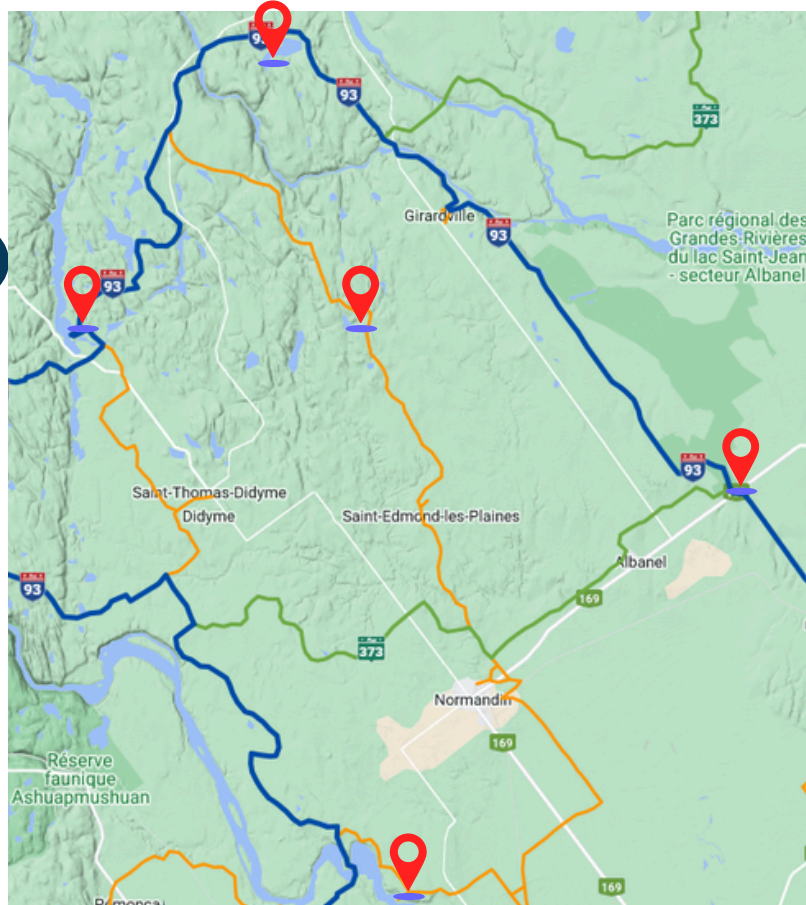 93
93
373
Girardville
93
Parc régional des
Grandes-Rivières
du lac Saint-Jean
- secteur Albanel
93
93
Saint-Thomas-Didyme
Didyme
Saint-Edmond-les-Plaines
Albanel
93
169
373
Normandin
169
Réserve
faunique
Ashuapmushuan
169